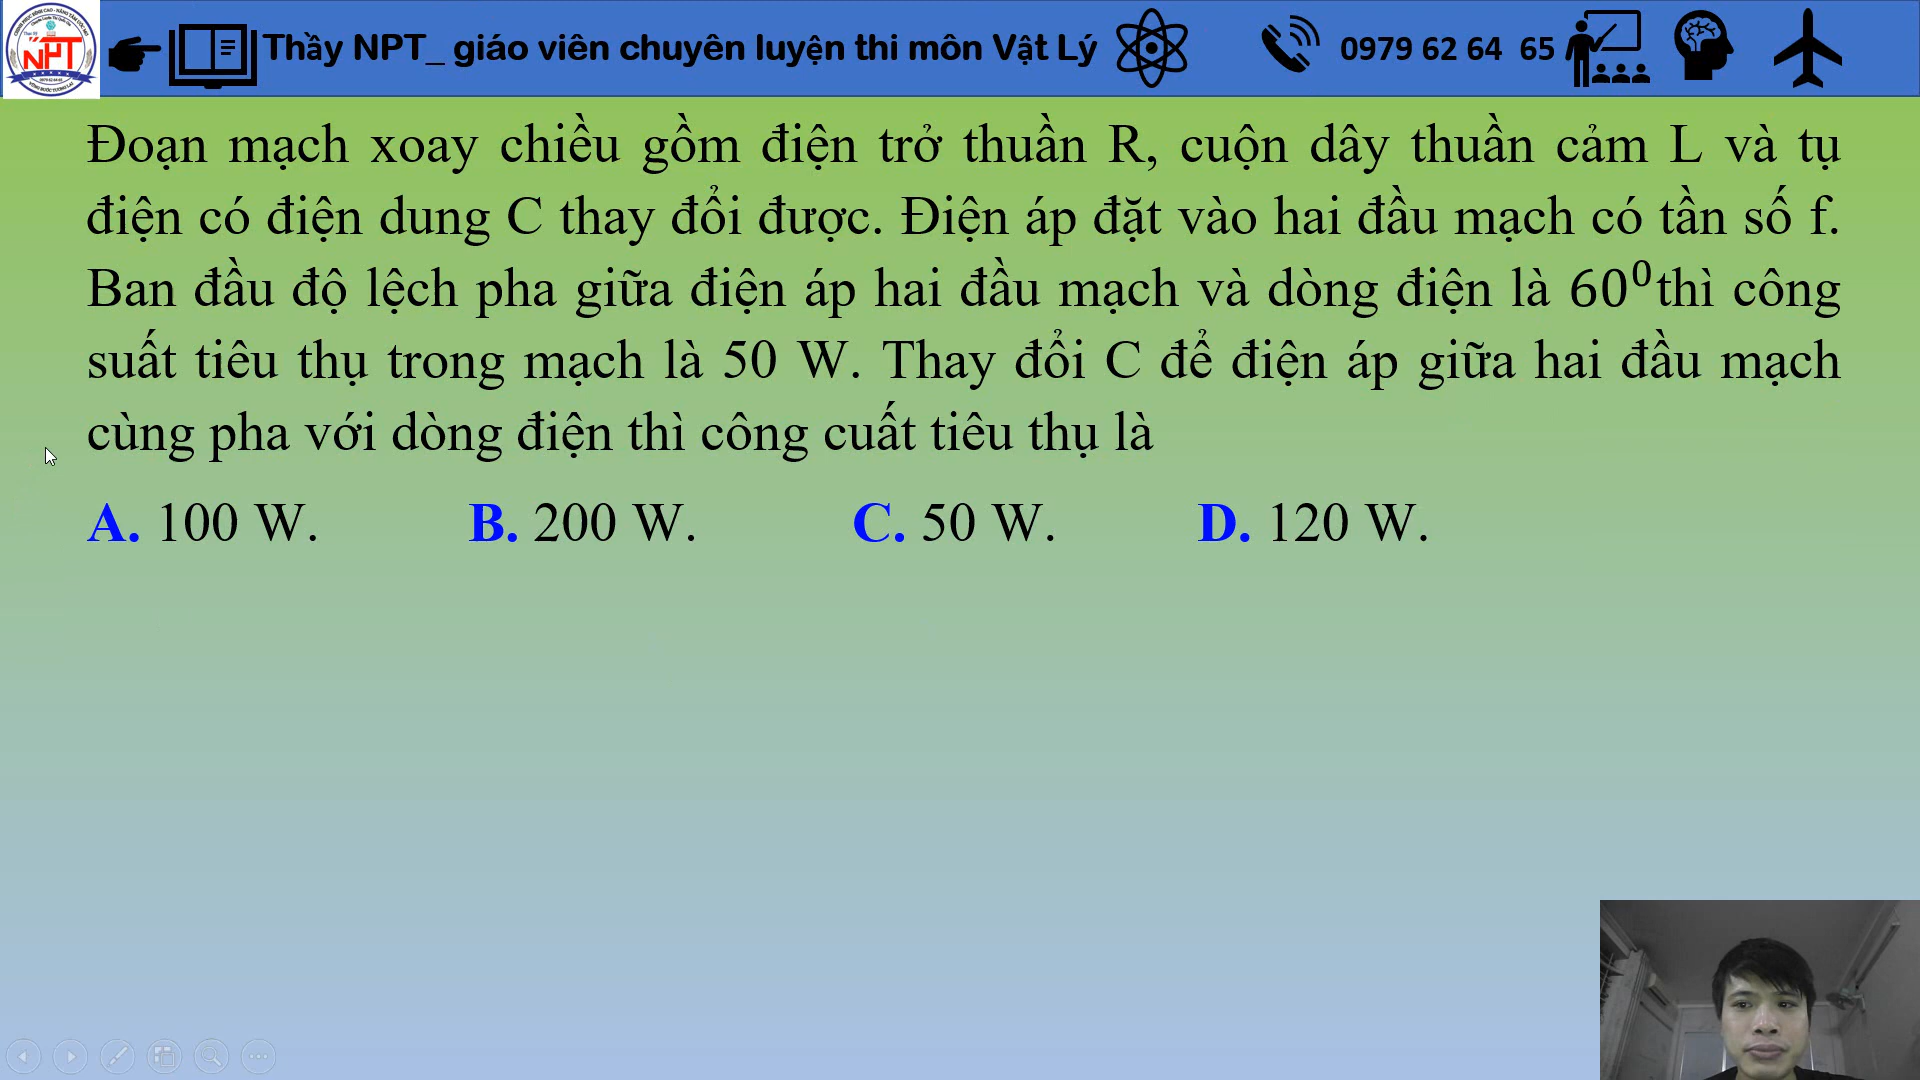 NPT
Thầy NPT_ giáo viên chuyên luyện thi môn Vật Lý
0979 62 64 65
Đoạn mạch xoay chiều gồm điện trở thuần R, cuộn dây thuần cảm L và tụ
điện có điện dung C thay đổi được. Điện áp đặt vào hai đầu mạch có tần số f.
Ban đầu độ lệch pha giữa điện áp hai đầu mạch và dòng điện là 60⁰thì công
suất tiêu thụ trong mạch là 50 W. Thay đổi C để điện áp giữa hai đầu mạch
cùng pha với dòng điện thì công cuất tiêu thụ là
A. 100 W. B. 200 W. C. 50 W. D. 120 W.